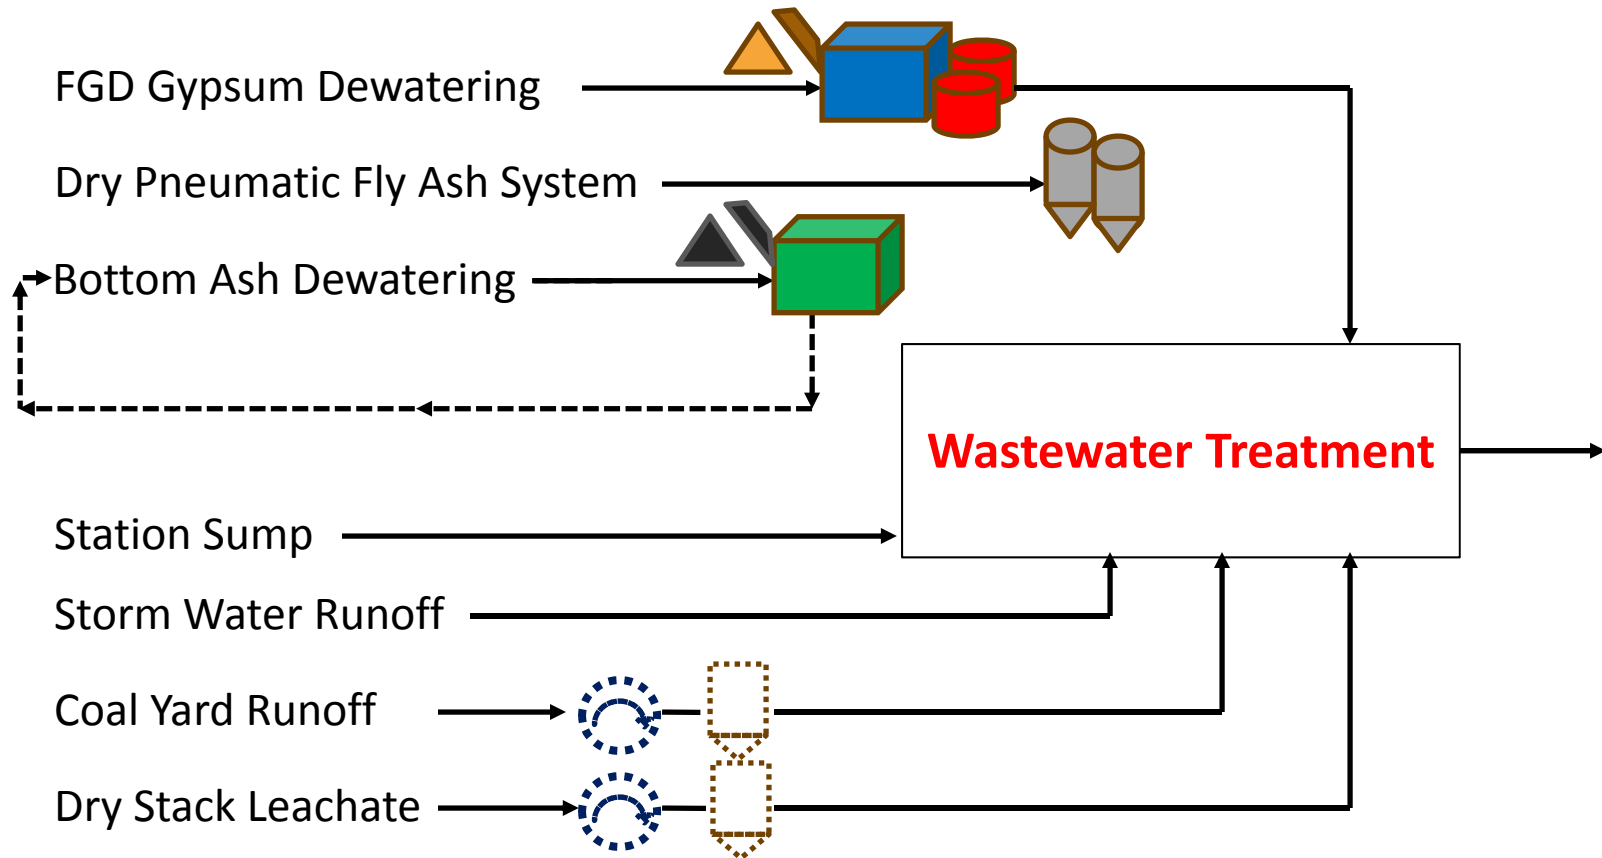 FGD Gypsum Dewatering
Dry Pneumatic Fly Ash System
Bottom Ash Dewatering
Wastewater Treatment
Station Sump
Storm Water Runoff
Coal Yard Runoff
Dry Stack Leachate